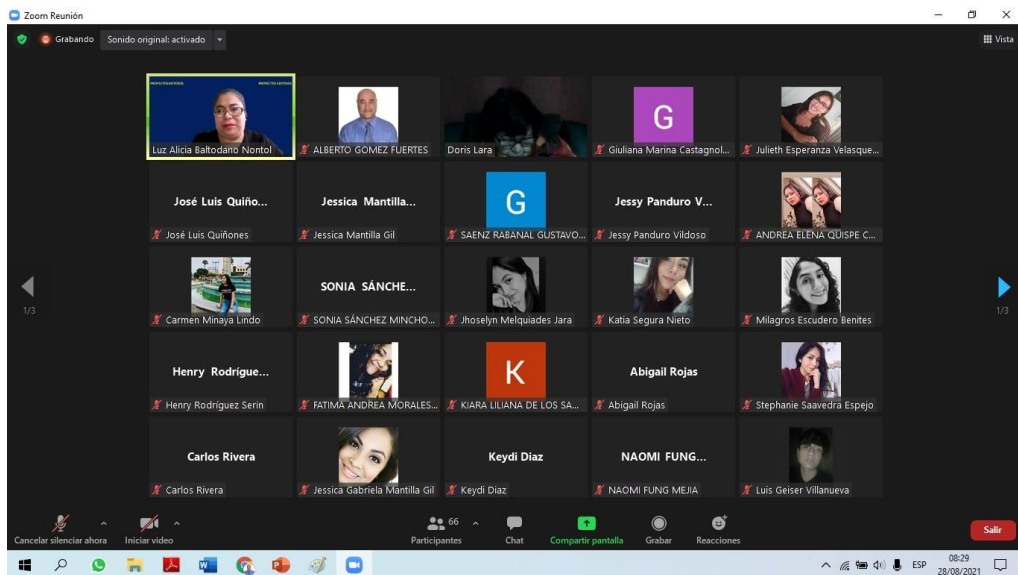 Zoom Reunión
Grabando
Sonido original: activado
Vista
Luz Alicia Baltodano Nontol
ALBERTO GOMEZ FUERTES
Doris Lara
G
Giuliana Marina Castagnol...
Julieth Esperanza Velasque...
José Luis Quiño...
José Luis Quiñones
Jessica Mantilla...
Jessica Mantilla Gil
G
SAENZ RABANAL GUSTAVO...
Jessy Panduro V...
Jessy Panduro Vildoso
ANDREA ELENA QUISPE C...
1/3
Carmen Minaya Lindo
SONIA SÁNCHE...
SONIA SÁNCHEZ MINCHO...
Jhoselyn Melquiades Jara
Katia Segura Nieto
Milagros Escudero Benites
1/3
Henry Rodrígue...
Henry Rodríguez Serin
FATIMA ANDREA MORALES...
K
KIARA LILIANA DE LOS SA...
Abigail Rojas
Abigail Rojas
Stephanie Saavedra Espejo
Carlos Rivera
Carlos Rivera
Jessica Gabriela Mantilla Gil
Keydi Diaz
Keydi Diaz
NAOMI FUNG...
NAOMI FUNG MEJIA
Luis Geiser Villanueva
Cancelar silenciar ahora
Iniciar video
66
Participantes
Chat
Compartir pantalla
Grabar
Reacciones
Salir
ESP
08:29
28/08/2021